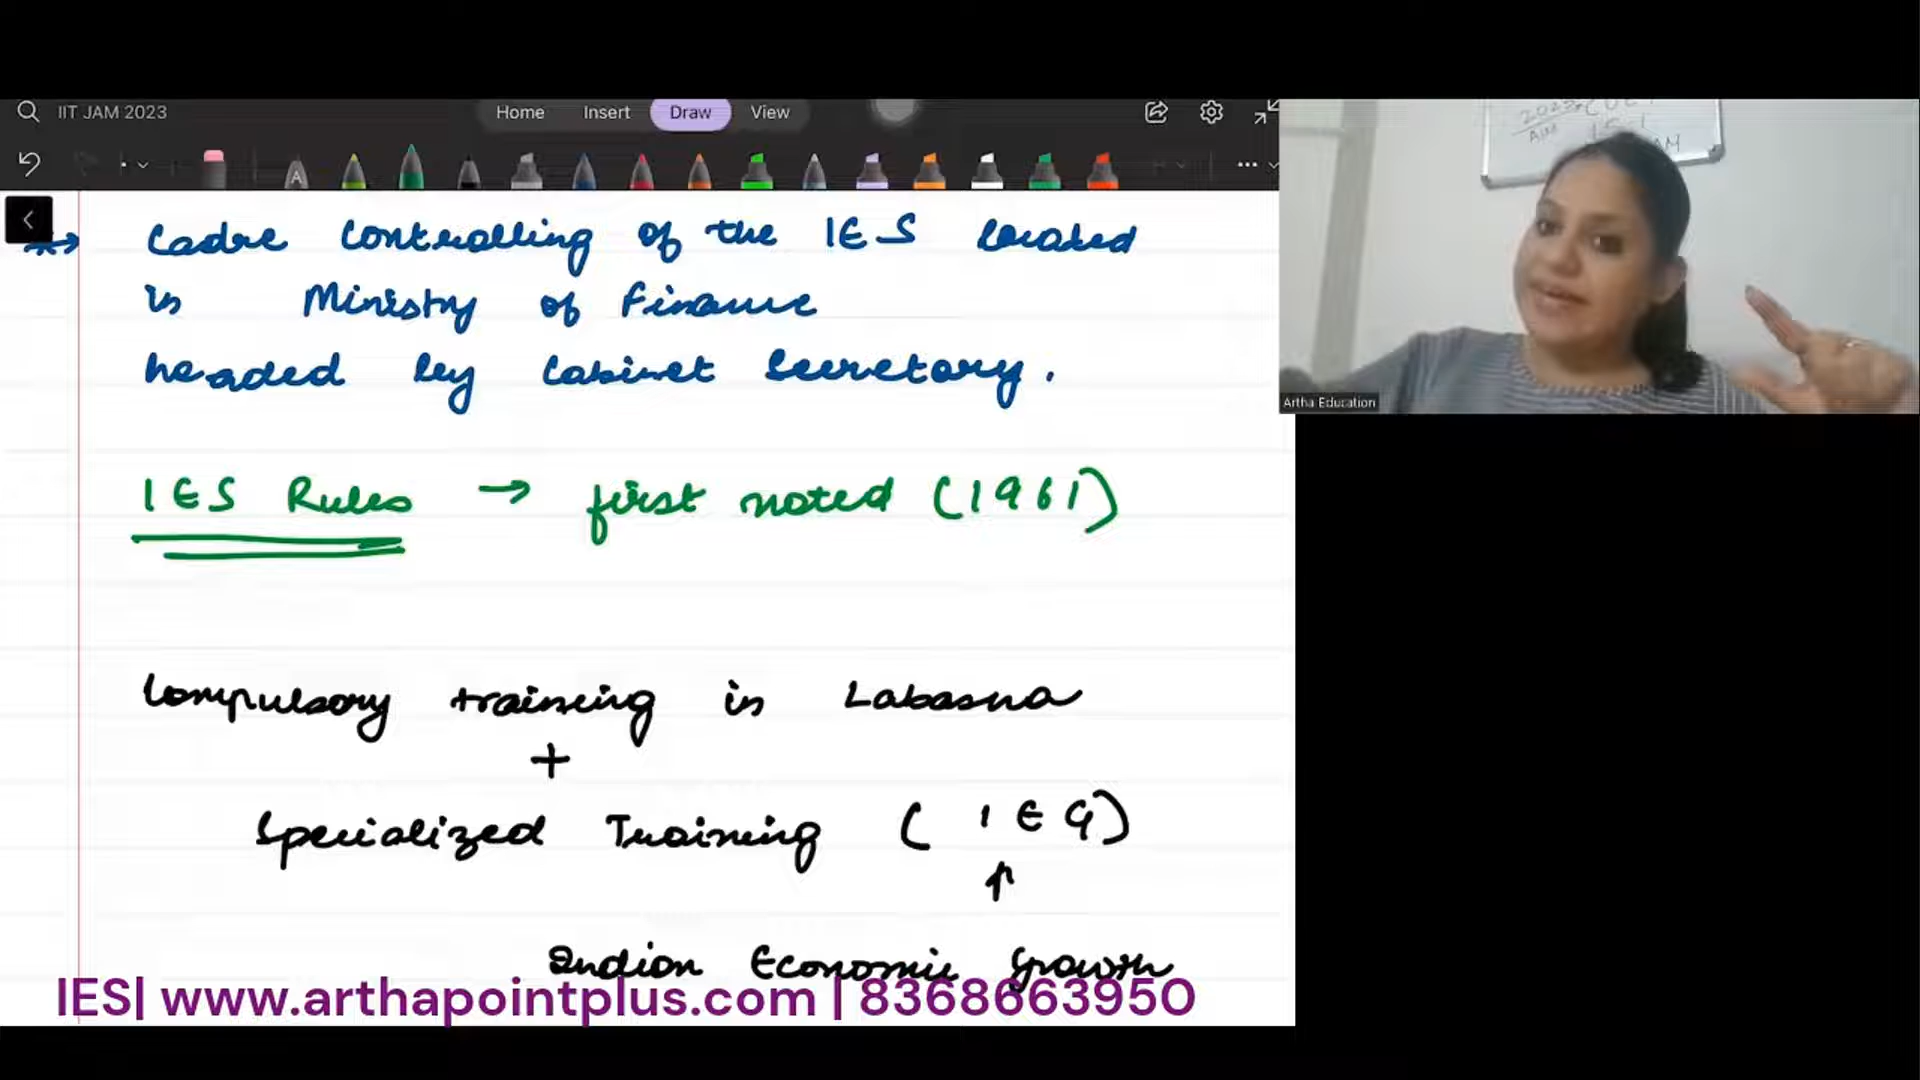 IIT JAM 2023
Home Insert Draw View
Cadre Controlling of the IES located
in Ministry of Finance
headed by Cabinet Secretary.
IES Rules → first noted (1961)
Compulsory training in Labasna
+
Specialized Training (IEG)
↑
Indian Economic Growth
IES| www.arthapointplus.com | 8368663950
2023
AIM
Artha Education